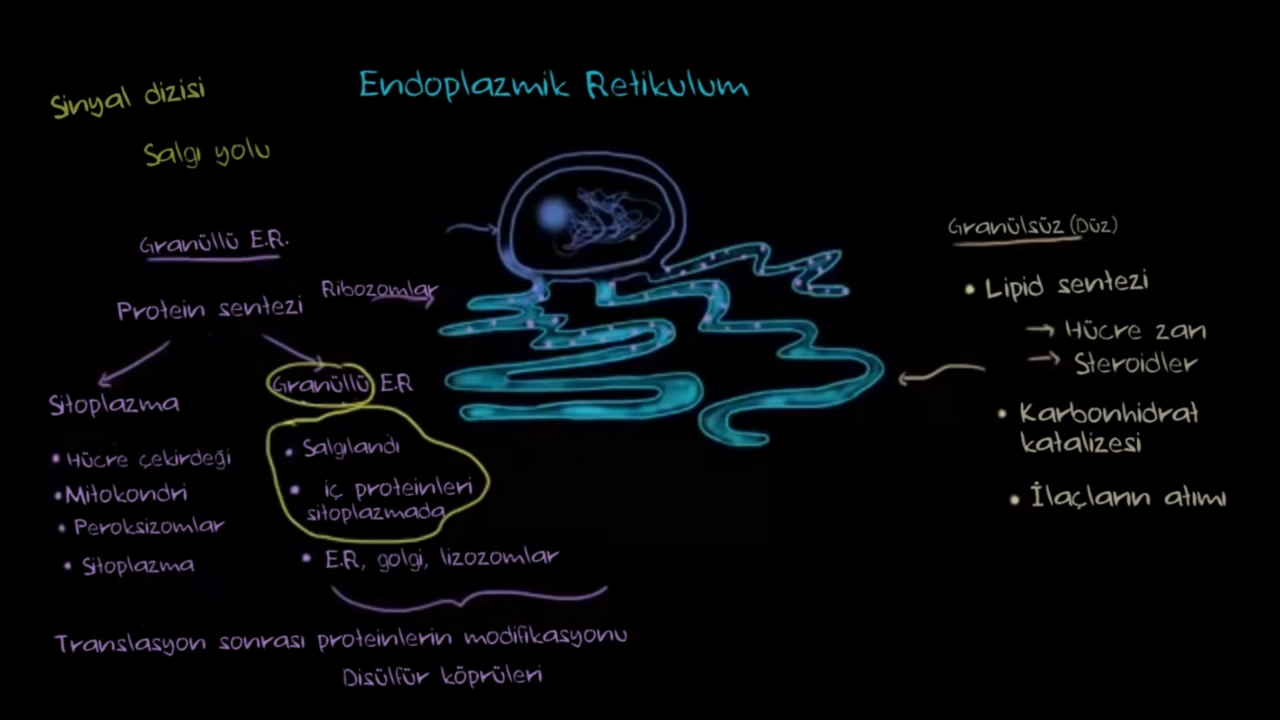 Endoplazmik Retikulum
Sinyal dizisi
Salgı yolu
Granüllü E.R.
Protein sentezi
Ribozomlar
Sitoplazma
Hücre çekirdeği
Mitokondri
Peroksizomlar
Sitoplazma
Granüllü E.R
Salgılandı
iç proteinleri
sitoplazmada
E.R, golgi, lizozomlar
Translasyon sonrası proteinlerin modifikasyonu
Disülfür köprüleri
Granülsüz (Düz)
Lipid sentezi
Hücre zarı
Steroidler
Karbonhidrat
katalizesi
İlaçların atımı